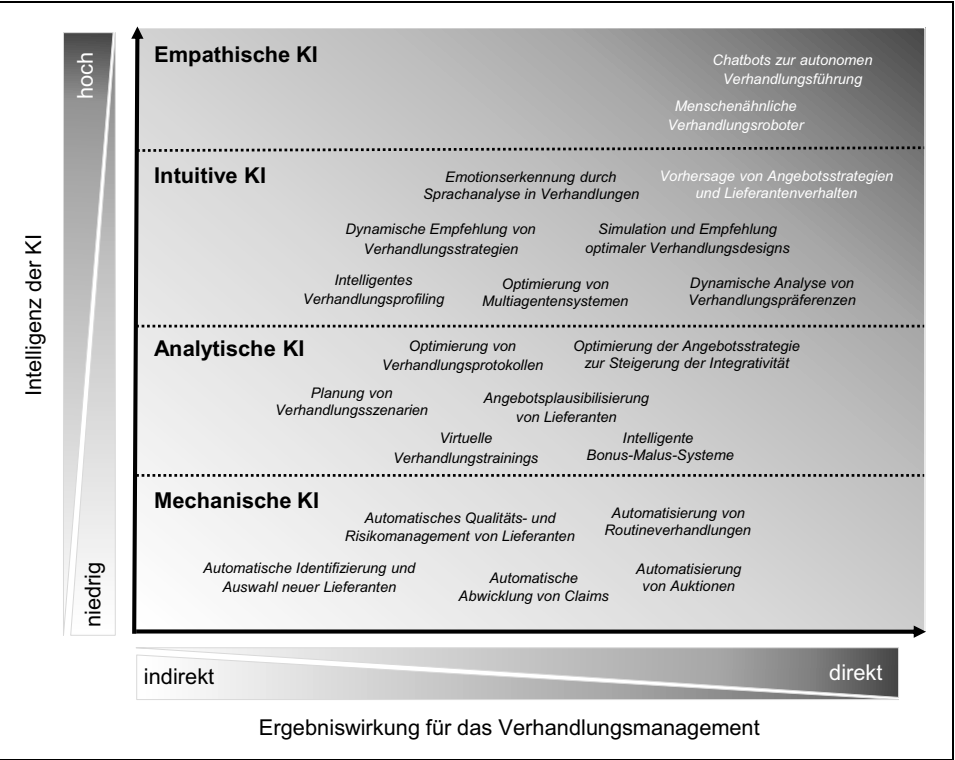 hoch
niedrig
Intelligenz der KI
Empathische KI
Chatbots zur autonomen
Verhandlungsführung
Menschenähnliche
Verhandlungsroboter
Intuitive KI
Emotionserkennung durch
Sprachanalyse in Verhandlungen
Vorhersage von Angebotsstrategien
und Lieferantenverhalten
Dynamische Empfehlung von
Verhandlungsstrategien
Simulation und Empfehlung
optimaler Verhandlungsdesigns
Intelligentes
Verhandlungsprofiling
Optimierung von
Multiagentensystemen
Dynamische Analyse von
Verhandlungspräferenzen
Analytische KI
Optimierung von
Verhandlungsprotokollen
Optimierung der Angebotsstrategie
zur Steigerung der Integrativität
Planung von
Verhandlungsszenarien
Angebotsplausibilisierung
von Lieferanten
Virtuelle
Verhandlungstrainings
Intelligente
Bonus-Malus-Systeme
Mechanische KI
Automatisches Qualitäts- und
Risikomanagement von Lieferanten
Automatisierung von
Routineverhandlungen
Automatische Identifizierung und
Auswahl neuer Lieferanten
Automatische
Abwicklung von Claims
Automatisierung
von Auktionen
indirekt
direkt
Ergebniswirkung für das Verhandlungsmanagement